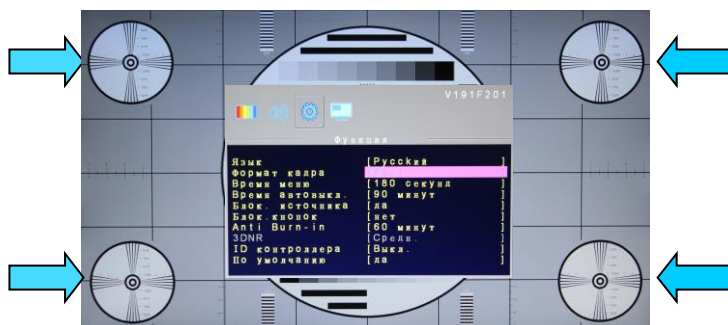 V191F201
Функции
Язык [Русский]
Формат кадра
Время меню [180 секунд]
Время автовыкл. [90 минут]
Блок. источника [да]
Блок.кнопок [нет]
Anti Burn-in [60 минут]
3DNR [Средн.]
ID контроллера [Выкл.]
По умолчанию [да]